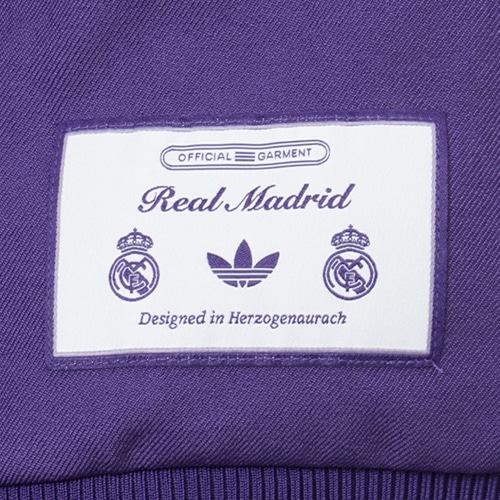 OFFICIAL GARMENT
Real Madrid
Designed in Herzogenaurach